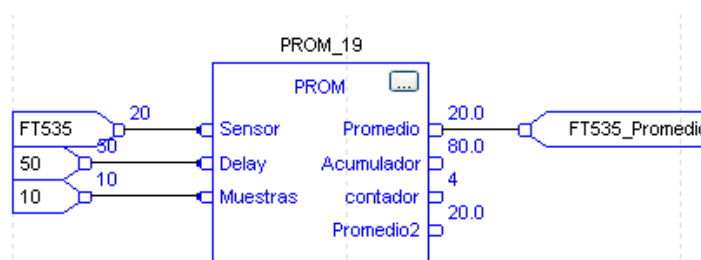 PROM_19
PROM ...
20 20.0
FT535 Sensor Promedio FT535_Promedio
50 80.0
50 Delay Acumulador
10 4
10 Muestras contador
20.0
Promedio2